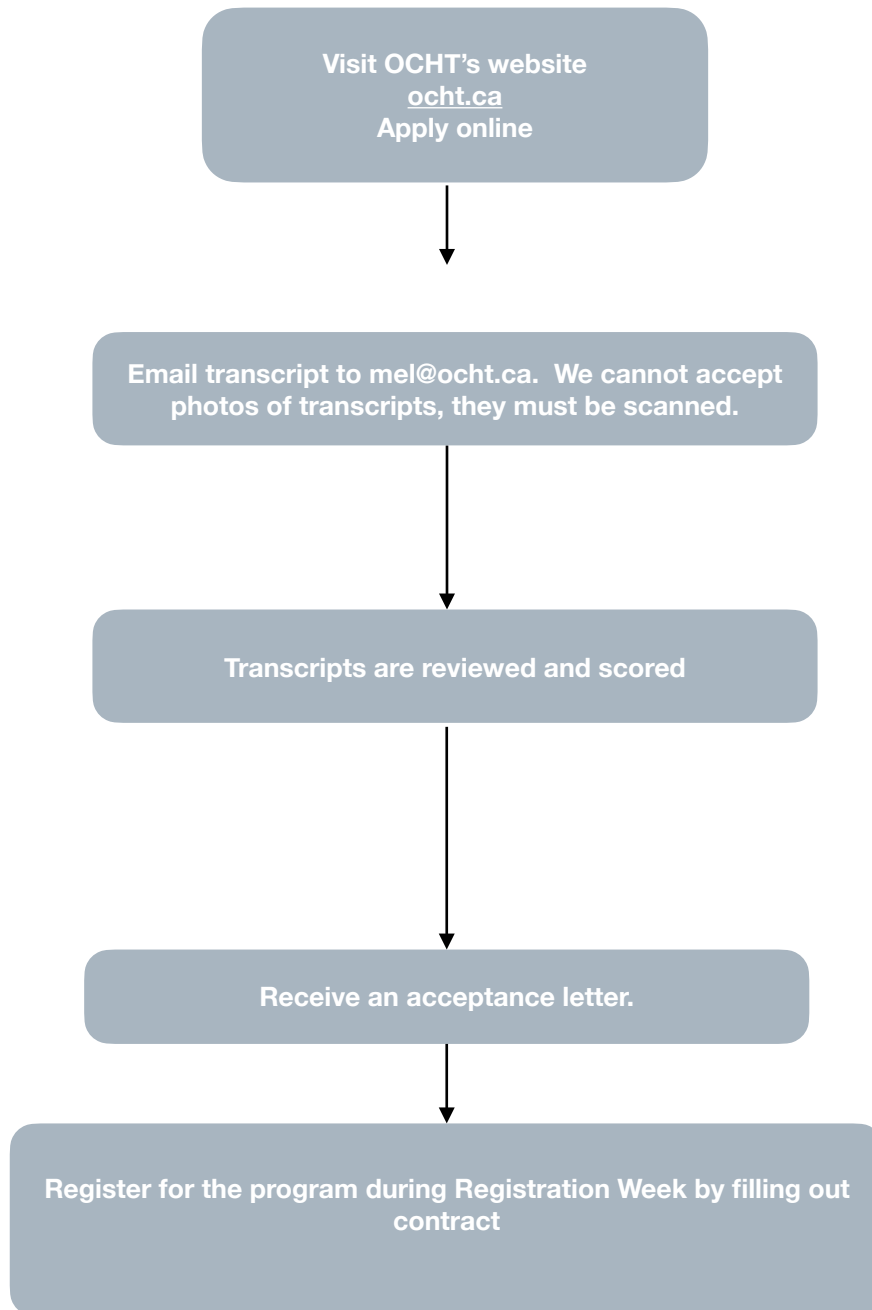 Visit OCHT’s website
ocht.ca
Apply online
Email transcript to mel@ocht.ca.  We cannot accept
photos of transcripts, they must be scanned.
Transcripts are reviewed and scored
Receive an acceptance letter.
Register for the program during Registration Week by filling out
contract